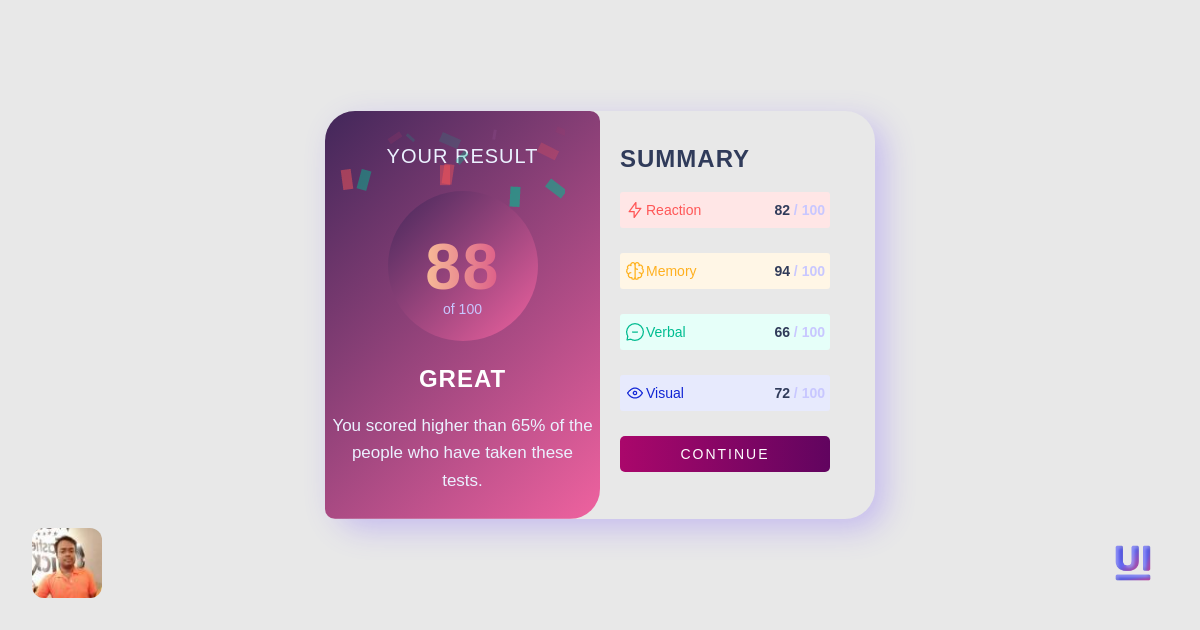 YOUR RESULT
88
of 100
GREAT
You scored higher than 65% of the
people who have taken these
tests.
SUMMARY
Reaction 82 / 100
Memory 94 / 100
Verbal 66 / 100
Visual 72 / 100
CONTINUE
UI